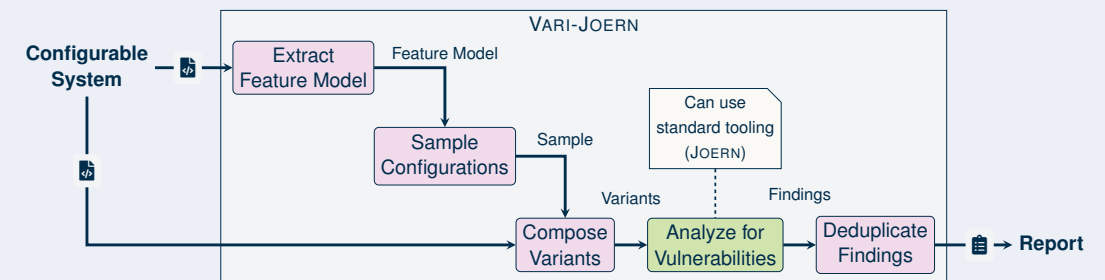 VARI-JOERN
Configurable
System
Extract
Feature Model
Feature Model
Sample
Configurations
Sample
Can use
standard tooling
(JOERN)
Variants
Findings
Compose
Variants
Analyze for
Vulnerabilities
Deduplicate
Findings
Report